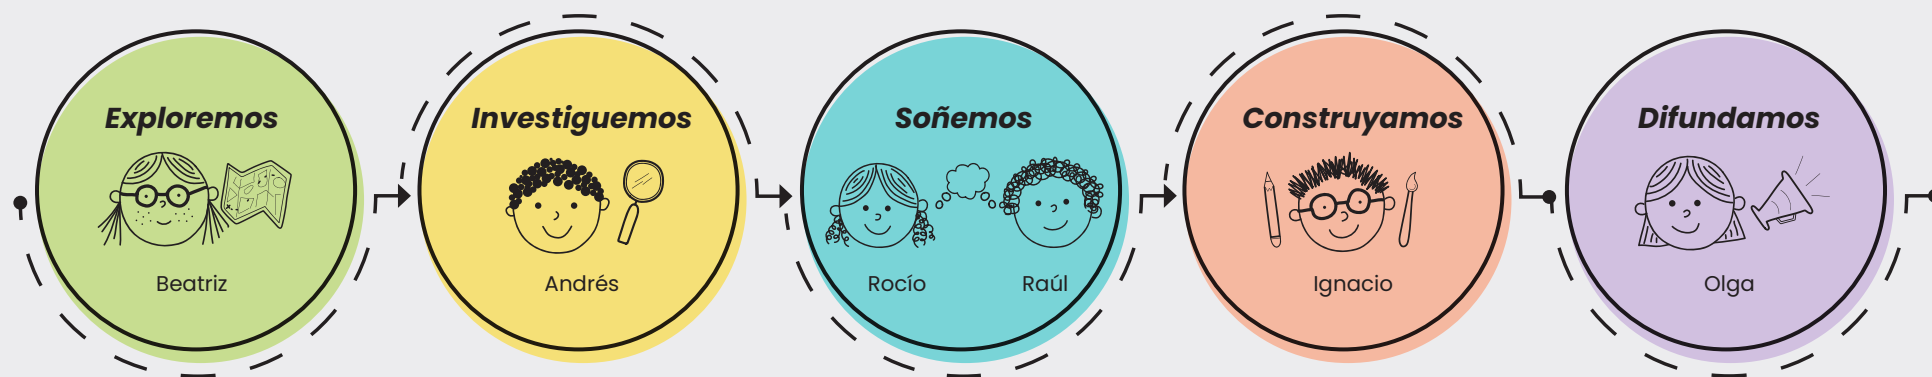 Exploremos
Beatriz
Investiguemos
Andrés
Soñemos
Rocío
Raúl
Construyamos
Ignacio
Difundamos
Olga